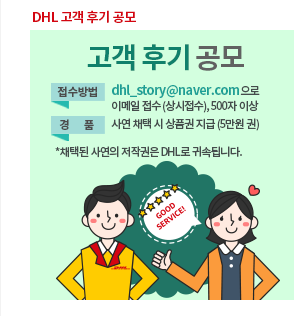 DHL 고객 후기 공모
고객 후기 공모
접수방법 dhl_story@naver.com으로
이메일 접수 (상시접수), 500자 이상
경 품 사연 채택 시 상품권 지급 (5만원 권)
*채택된 사연의 저작권은 DHL로 귀속됩니다.
GOOD
SERVICE!